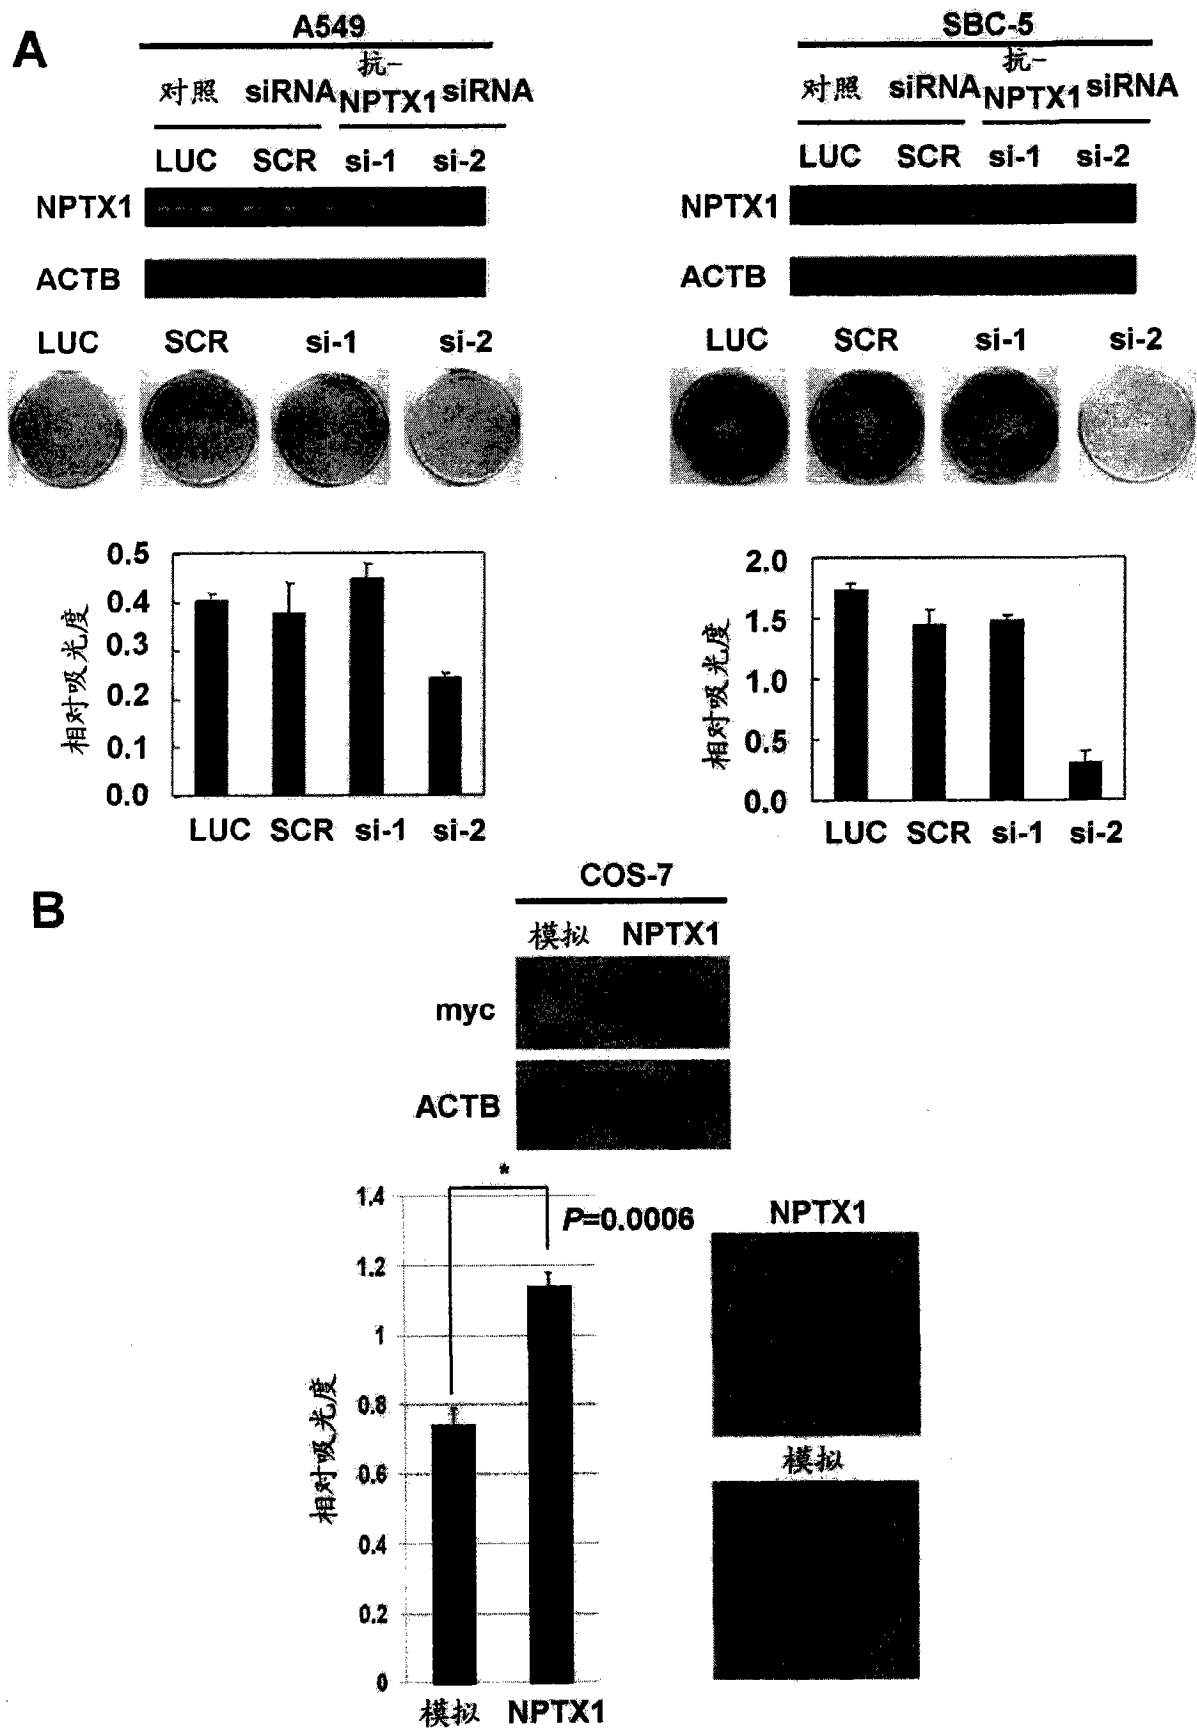 A
A549
对照 siRNA 抗-NPTX1 siRNA
LUC SCR si-1 si-2
NPTX1
ACTB
LUC SCR si-1 si-2
相对吸光度
0.5
0.4
0.3
0.2
0.1
0.0
LUC SCR si-1 si-2
SBC-5
对照 siRNA 抗-NPTX1 siRNA
LUC SCR si-1 si-2
NPTX1
ACTB
LUC SCR si-1 si-2
相对吸光度
2.0
1.5
1.0
0.5
0.0
LUC SCR si-1 si-2
B
COS-7
模拟 NPTX1
myc
ACTB
*
P=0.0006
相对吸光度
1.4
1.2
1
0.8
0.6
0.4
0.2
0
模拟 NPTX1
NPTX1
模拟